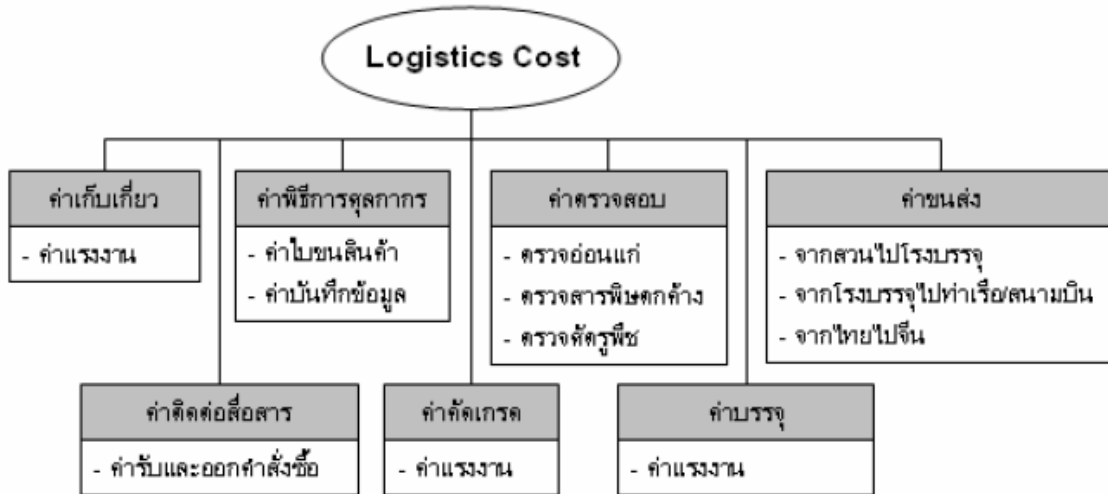 Logistics Cost
ค่าเก็บเกี่ยว
- ค่าแรงงาน
ค่าพิธีการศุลกากร
- ค่าใบขนสินค้า
- ค่าบันทึกข้อมูล
ค่าตรวจสอบ
- ตรวจอ่อนแก่
- ตรวจสารพิษตกค้าง
- ตรวจศัตรูพืช
ค่าขนส่ง
- จากสวนไปโรงบรรจุ
- จากโรงบรรจุไปท่าเรือ/สนามบิน
- จากไทยไปจีน
ค่าติดต่อสื่อสาร
- ค่ารับและออกคำสั่งซื้อ
ค่าคัดเกรด
- ค่าแรงงาน
ค่าบรรจุ
- ค่าแรงงาน